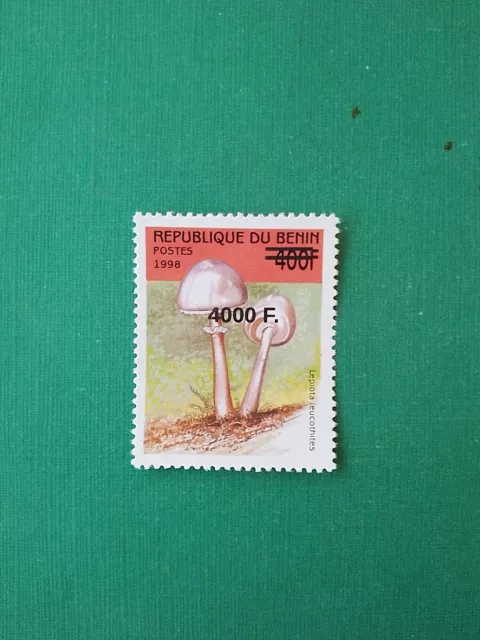 REPUBLIQUE DU BENIN
POSTES
400f
1998
4000 F.
Lepiota leucothites